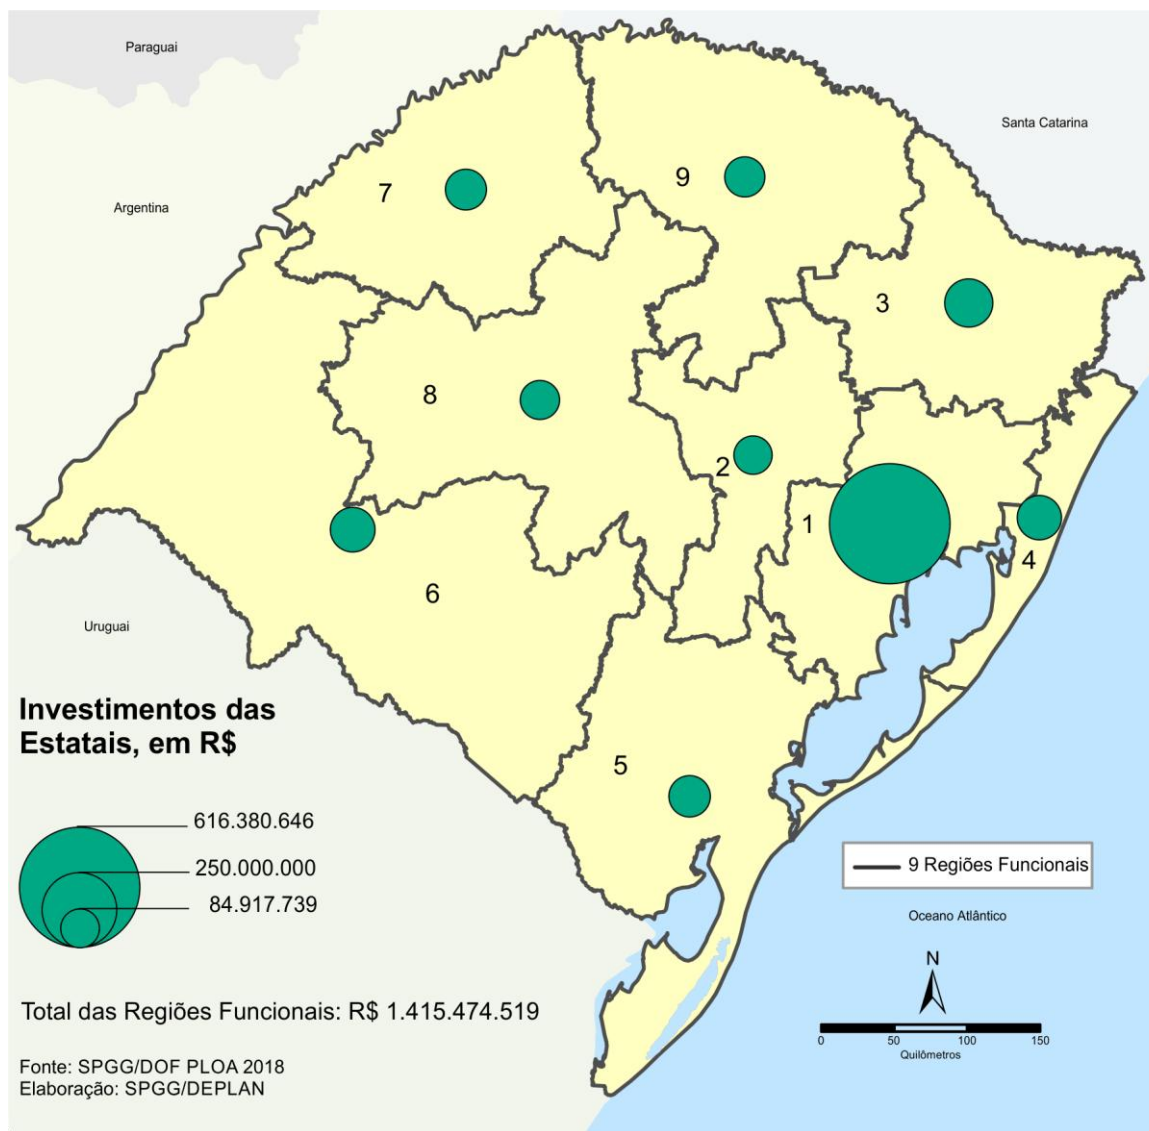 Paraguai
Santa Catarina
Argentina
7
9
3
8
2
1
4
6
Uruguai
5
Investimentos das
Estatais, em R$
616.380.646
250.000.000
84.917.739
9 Regiões Funcionais
Oceano Atlântico
N
0 50 100 150
Quilômetros
Total das Regiões Funcionais: R$ 1.415.474.519
Fonte: SPGG/DOF PLOA 2018
Elaboração: SPGG/DEPLAN